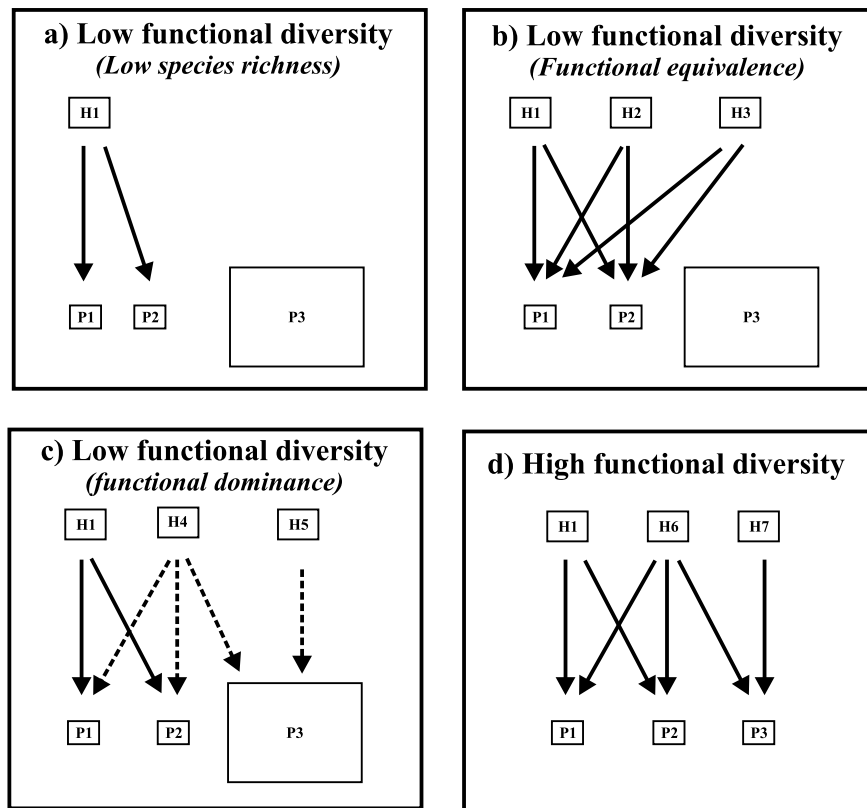 a) Low functional diversity
(Low species richness)
H1
P1 P2 P3
b) Low functional diversity
(Functional equivalence)
H1 H2 H3
P1 P2 P3
c) Low functional diversity
(functional dominance)
H1 H4 H5
P1 P2 P3
d) High functional diversity
H1 H6 H7
P1 P2 P3